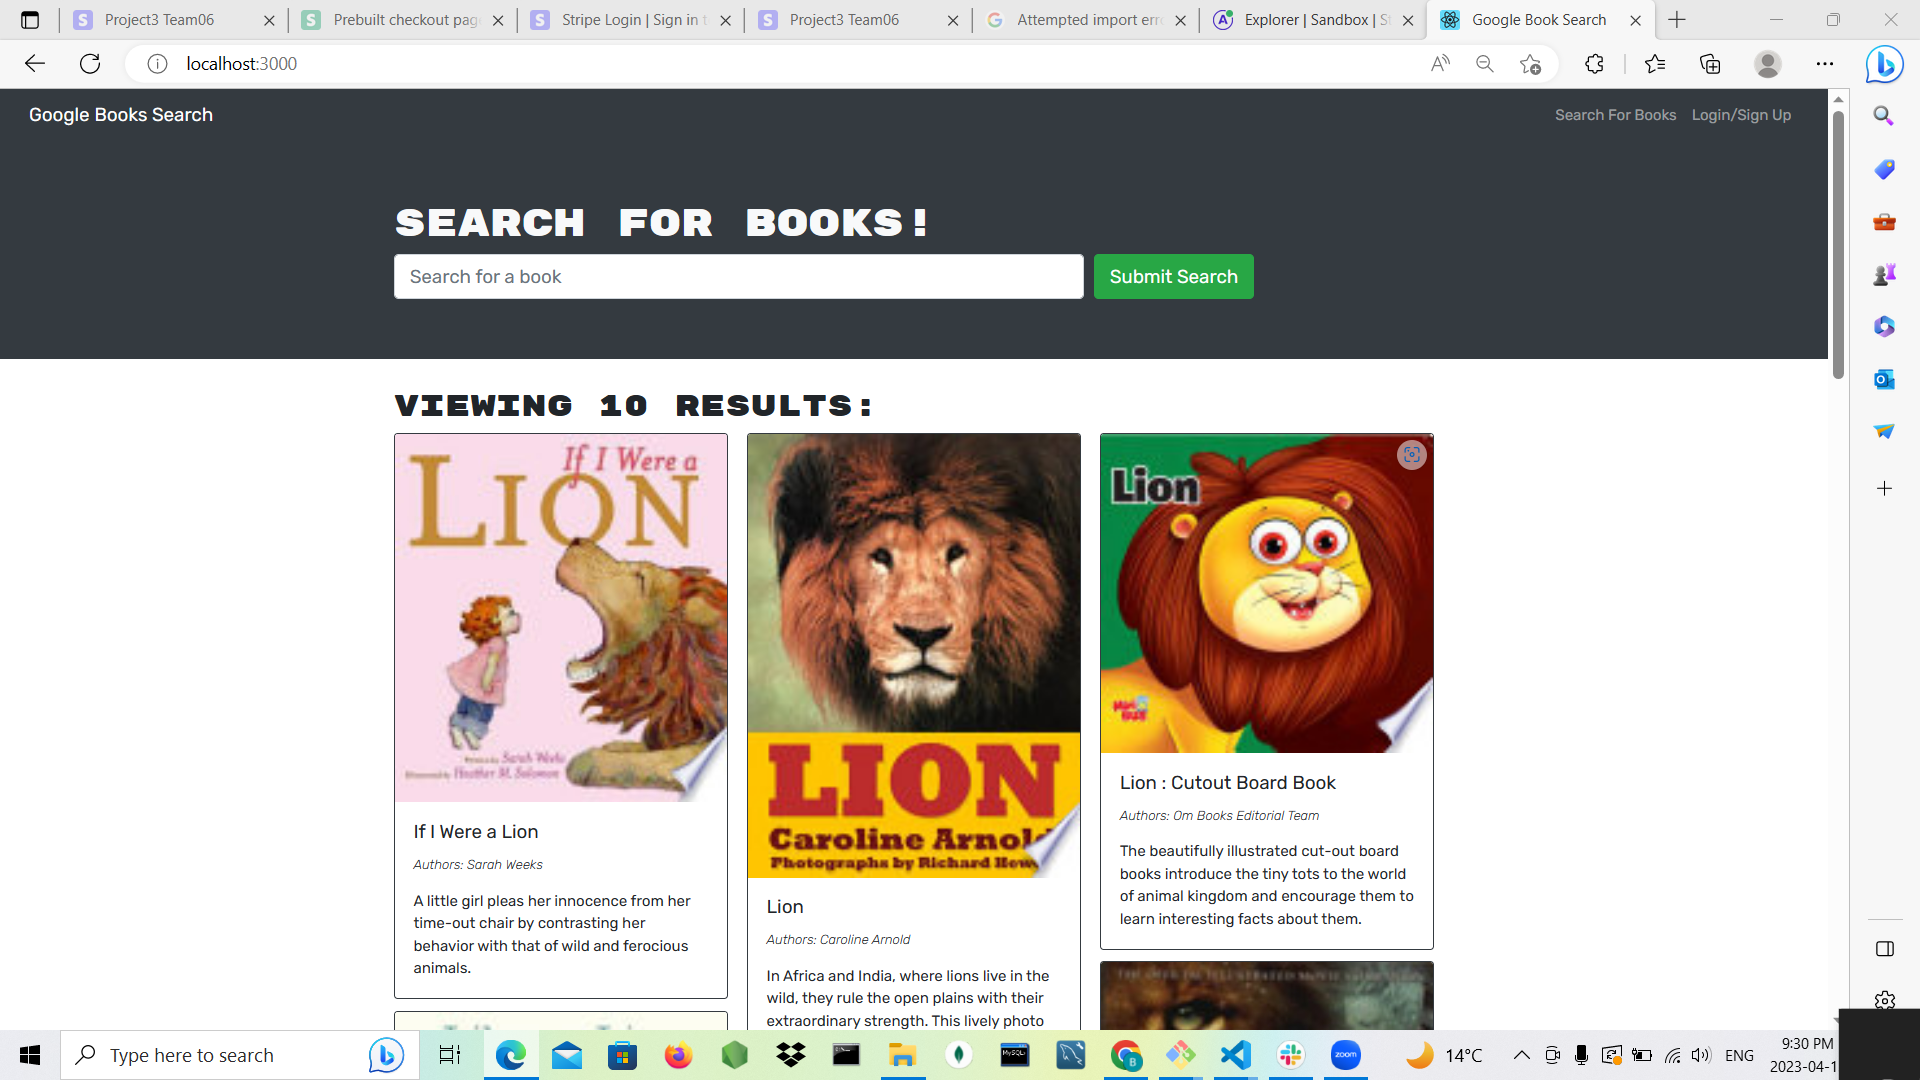 Project3 Team06
Prebuilt checkout page
Stripe Login | Sign in t
Project3 Team06
Attempted import erro
Explorer | Sandbox | St
Google Book Search
localhost:3000
Google Books Search
Search For Books
Login/Sign Up
SEARCH FOR BOOKS!
Search for a book
Submit Search
VIEWING 10 RESULTS:
If I Were a
LION
Sarah Weeks
Heather M. Solomon
If I Were a Lion
Authors: Sarah Weeks
A little girl pleas her innocence from her
time-out chair by contrasting her
behavior with that of wild and ferocious
animals.
LION
Caroline Arnold
Photographs by Richard Hewe
Lion
Authors: Caroline Arnold
In Africa and India, where lions live in the
wild, they rule the open plains with their
extraordinary strength. This lively photo
Lion
Lion : Cutout Board Book
Authors: Om Books Editorial Team
The beautifully illustrated cut-out board
books introduce the tiny tots to the world
of animal kingdom and encourage them to
learn interesting facts about them.
Type here to search
MySQL
zoom
14°C
ENG
9:30 PM
2023-04-1